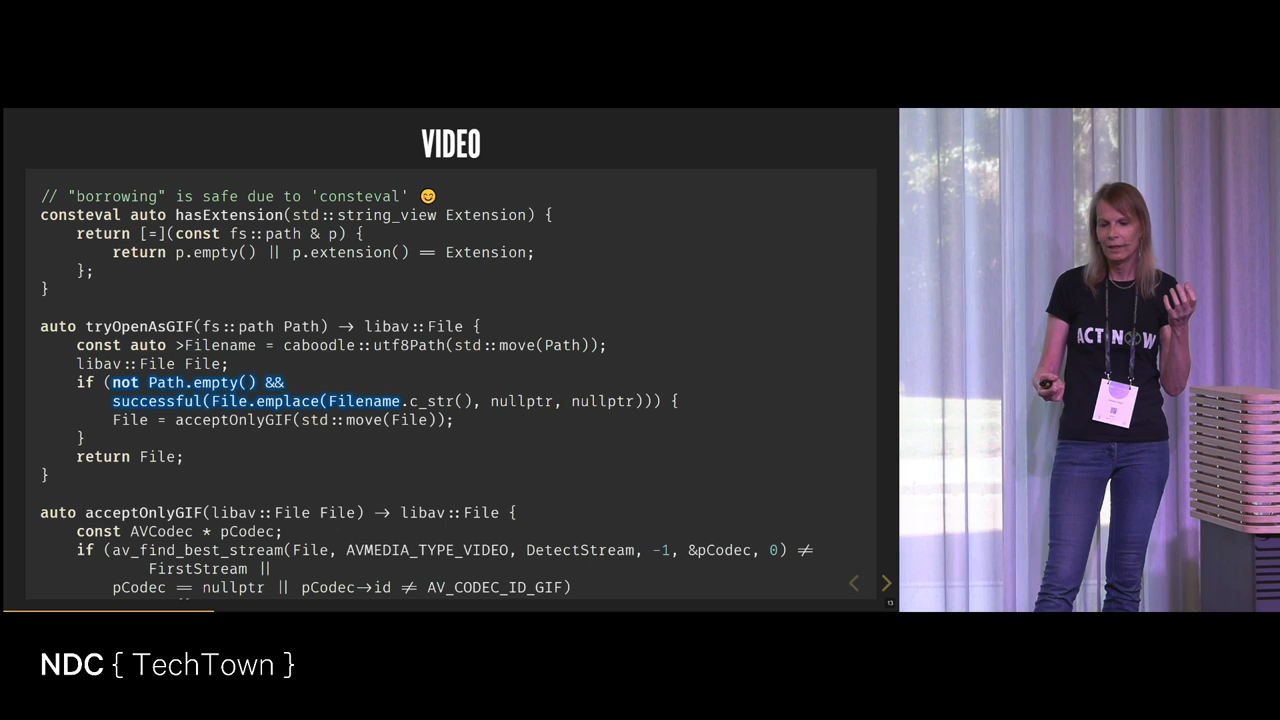 VIDEO
// "borrowing" is safe due to 'consteval' 😊
consteval auto hasExtension(std::string_view Extension) {
return [=](const fs::path & p) {
return p.empty() || p.extension() == Extension;
};
}
auto tryOpenAsGIF(fs::path Path) -> libav::File {
const auto >Filename = caboodle::utf8Path(std::move(Path));
libav::File File;
if (not Path.empty() &&
successful(File.emplace(Filename.c_str(), nullptr, nullptr))) {
File = acceptOnlyGIF(std::move(File));
}
return File;
}
auto acceptOnlyGIF(libav::File File) -> libav::File {
const AVCodec * pCodec;
if (av_find_best_stream(File, AVMEDIA_TYPE_VIDEO, DetectStream, -1, &pCodec, 0) ≠
FirstStream ||
pCodec == nullptr || pCodec->id ≠ AV_CODEC_ID_GIF)
13
ACT NOW
NDC { TechTown }